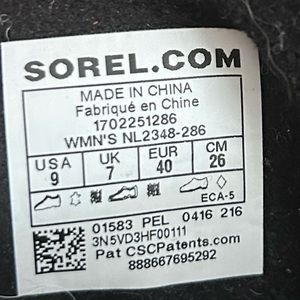 SOREL.COM
MADE IN CHINA
Fabriqué en Chine
1702251286
WMN'S NL2348-286
USA UK EUR CM
9 7 40 26
ECA-5
01583 PEL 0416 216
3N5VD3HF00111
Pat CSCPatents.com
888667695292